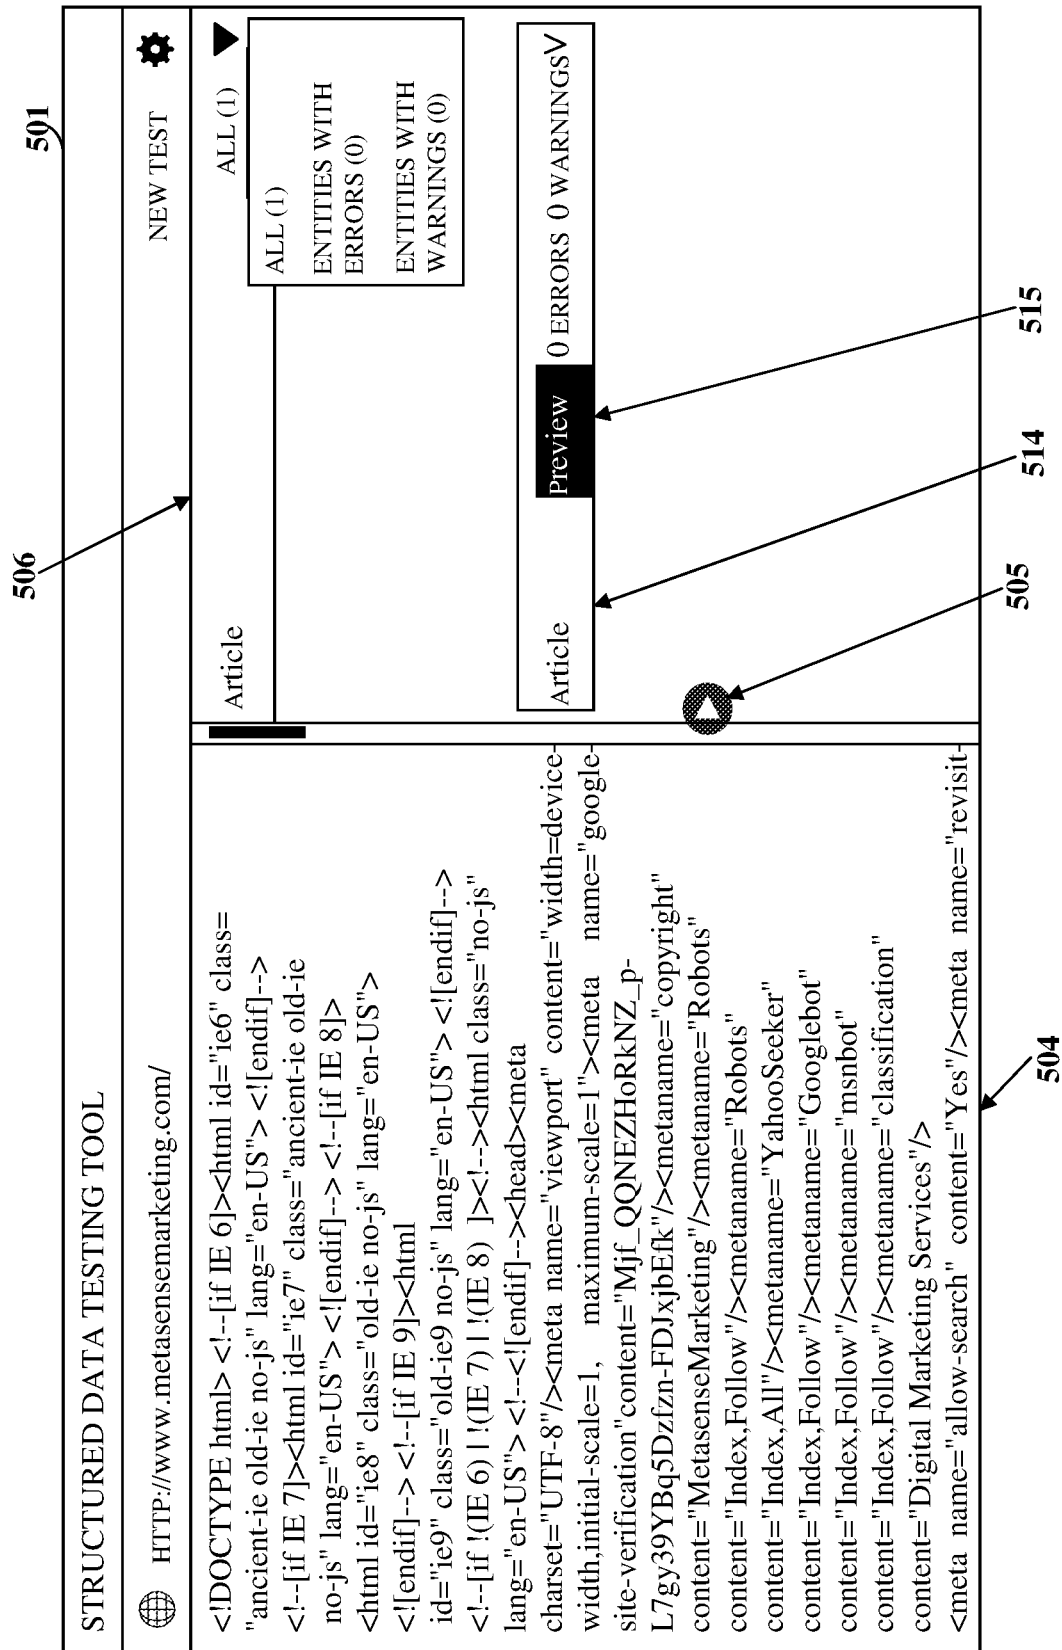 501
506
STRUCTURED DATA TESTING TOOL
HTTP://www.metasensemarketing.com/
NEW TEST
<!DOCTYPE html> <!--[if IE 6]><html id="ie6" class=
"ancient-ie old-ie no-js" lang="en-US"> <![endif]-->
<!--[if IE 7]><html id="ie7" class="ancient-ie old-ie
no-js" lang="en-US"> <![endif]--> <!--[if IE 8]>
<html id="ie8" class="old-ie no-js" lang="en-US">
<![endif]--> <!--[if IE 9]><html
id="ie9" class="old-ie9 no-js" lang="en-US"> <![endif]-->
<!--[if !(IE 6) | !(IE 7) | !(IE 8) ]><!--><html class="no-js"
lang="en-US"> <!--<![endif]--><head><meta
charset="UTF-8"/><meta name="viewport" content="width=device-
width,initial-scale=1, maximum-scale=1"><meta name="google-
site-verification"content="Mjf_QQNEZHoRkNZ_p-
L7gy39YBq5Dzfzn-FDJxjbEfk"/><metaname="copyright"
content="MetasenseMarketing"/><metaname="Robots"
content="Index,Follow"/><metaname="Robots"
content="Index,All"/><metaname="YahooSeeker"
content="Index,Follow"/><metaname="Googlebot"
content="Index,Follow"/><metaname="msnbot"
content="Index,Follow"/><metaname="classification"
content="Digital Marketing Services"/>
<meta name="allow-search" content="Yes"/><meta name="revisit-
Article
ALL (1)
ALL (1)
ENTITIES WITH
ERRORS (0)
ENTITIES WITH
WARNINGS (0)
Article Preview 0 ERRORS 0 WARNINGSV
504
505
514
515